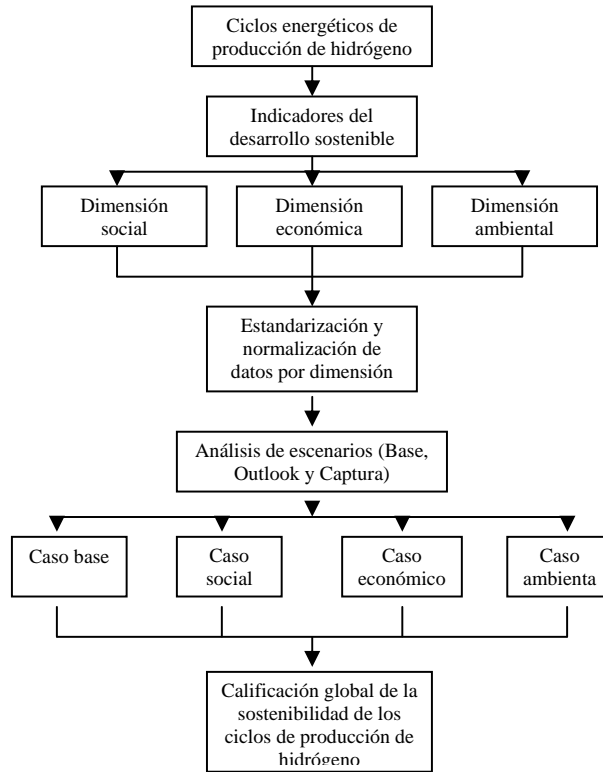 Ciclos energéticos de
producción de hidrógeno
Indicadores del
desarrollo sostenible
Dimensión
social
Dimensión
económica
Dimensión
ambiental
Estandarización y
normalización de
datos por dimensión
Análisis de escenarios (Base,
Outlook y Captura)
Caso base
Caso
social
Caso
económico
Caso
ambienta
Calificación global de la
sostenibilidad de los
ciclos de producción de
hidrógeno